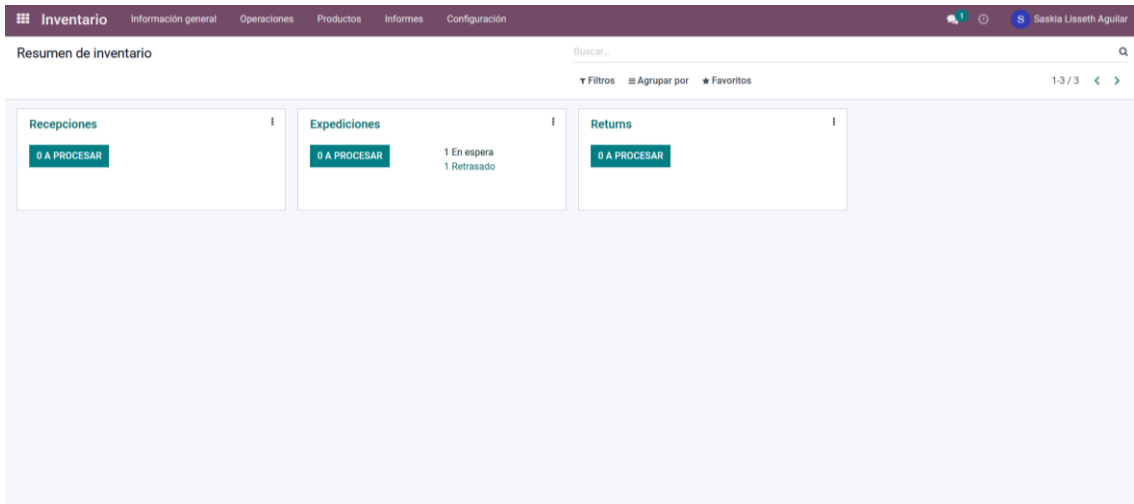 Inventario Información general Operaciones Productos Informes Configuración 1 S Saskia Lisseth Aguilar
Resumen de inventario Buscar...
Filtros Agrupar por Favoritos 1-3 / 3
Recepciones Expediciones Returns
0 A PROCESAR 0 A PROCESAR 1 En espera 0 A PROCESAR
1 Retrasado